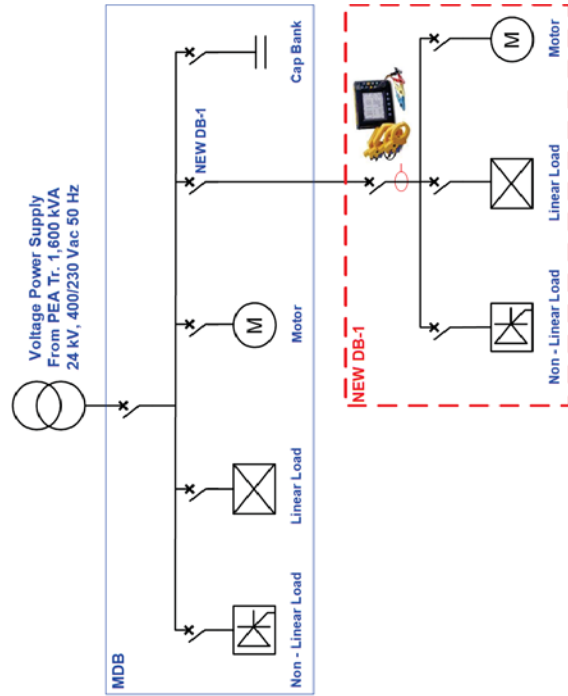 Voltage Power Supply
From PEA Tr. 1,600 kVA
24 kV, 400/230 Vac 50 Hz
MDB
NEW DB-1
Non - Linear Load
Linear Load
M
Motor
Cap Bank
NEW DB-1
Non - Linear Load
Linear Load
M
Motor